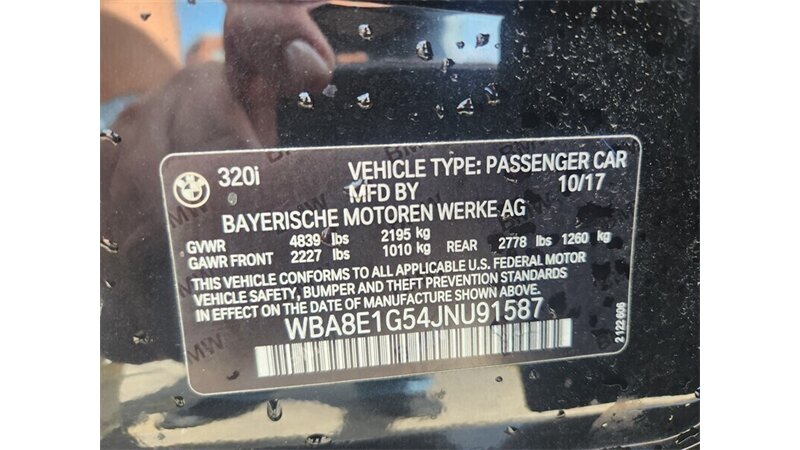 320i VEHICLE TYPE: PASSENGER CAR
MFD BY 10/17
BAYERISCHE MOTOREN WERKE AG
GVWR 4839 lbs 2195 kg
GAWR FRONT 2227 lbs 1010 kg REAR 2778 lbs 1260 kg
THIS VEHICLE CONFORMS TO ALL APPLICABLE U.S. FEDERAL MOTOR
VEHICLE SAFETY, BUMPER AND THEFT PREVENTION STANDARDS
IN EFFECT ON THE DATE OF MANUFACTURE SHOWN ABOVE.
WBA8E1G54JNU91587
2 122 606